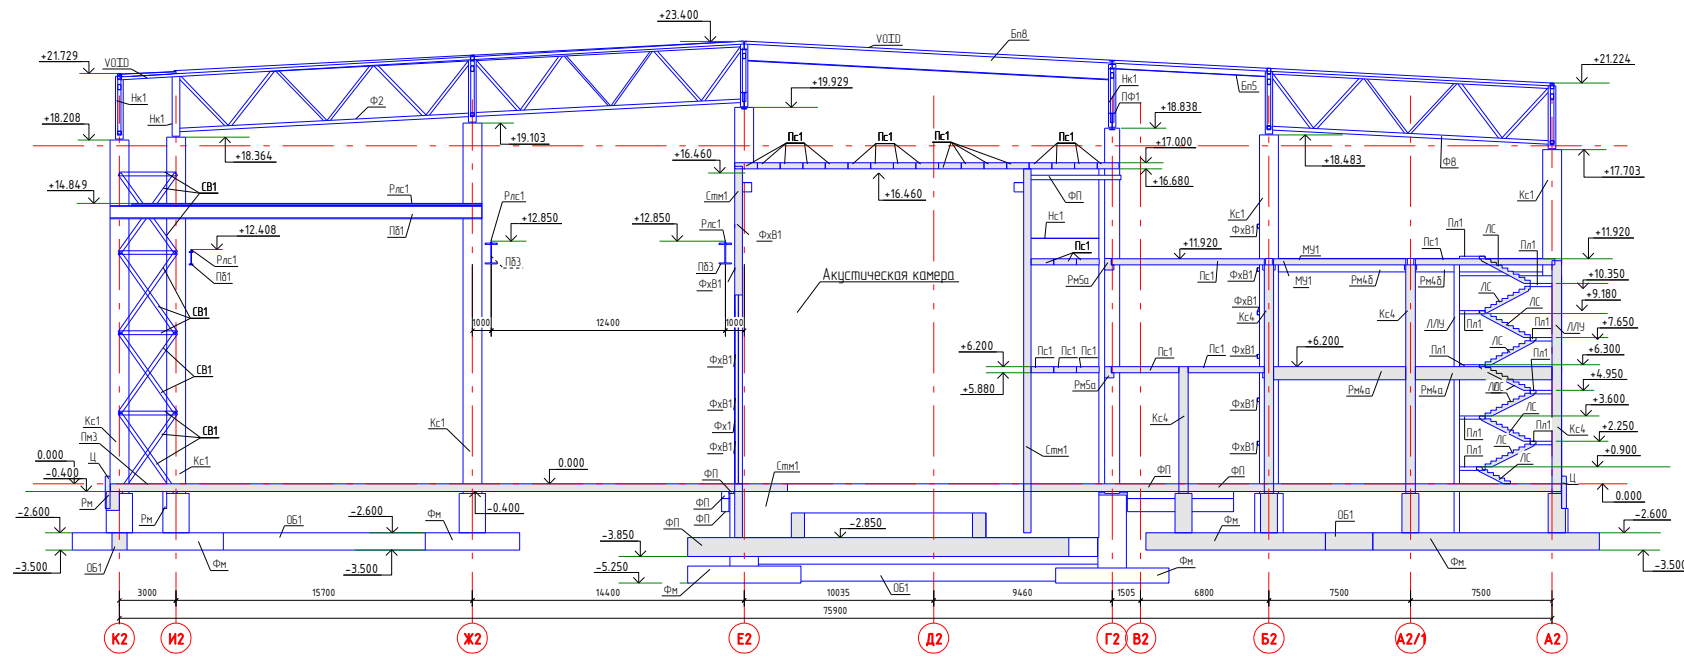 +23.400
+21.729
VOID
VOID
Бп8
+21.224
Нк1
Нк1
Ф2
+19.929
Нк1
ПФ1
Бп5
+18.208
+18.364
+19.103
+18.838
+18.483
Ф8
+17.703
Пс1
Пс1
Пс1
Пс1
+17.000
+16.460
+16.460
+16.680
+14.849
СВ1
Рлс1
Пб1
Стм1
ФП
Кс1
Кс1
+12.408
Рлс1
Пб1
Рлс1
+12.850
+12.850
Рлс1
ФхВ1
Нс1
Пс1
+11.920
МУ1
Пс1
Пл1
ЛС
Пл1
+11.920
Пб3
Пб3
ФхВ1
Акустическая камера
Рм5а
Пс1
ФхВ1
МУ1
Рм4б
Рм4б
ЛС
+10.350
+9.180
СВ1
1000
12400
1000
ФхВ1
Кс4
Кс4
ЛЛУ
Пл1
ЛС
Пл1
ЛЛУ
+7.650
+6.200
Пс1
Пс1
Пс1
Пс1
Пс1
ФхВ1
+6.200
Пл1
ЛС
Пл1
+6.300
СВ1
ФхВ1
+5.880
Рм5а
Рм4а
Рм4а
ЛС
+4.950
ФхВ1
Кс4
ФхВ1
ЛС
+3.600
Кс1
Пм3
СВ1
Кс1
Фх1
ФхВ1
Стм1
ФхВ1
Пл1
ЛС
Пл1
Кс4
+2.250
Ц
0.000
-0.400
Кс1
0.000
ФП
Стм1
ФП
ФП
Пл1
ЛС
ЛС
Ц
+0.900
0.000
Рм
Рм
-0.400
ФП
-2.600
ОБ1
-2.600
Фм
ФП
-2.850
Фм
ОБ1
-2.600
-3.500
ОБ1
Фм
-3.500
-3.850
-5.250
Фм
ОБ1
Фм
Фм
-3.500
3000
15700
14400
10035
9460
1505
6800
7500
7500
75900
К2
И2
Ж2
Е2
Д2
Г2
В2
Б2
А2/1
А2